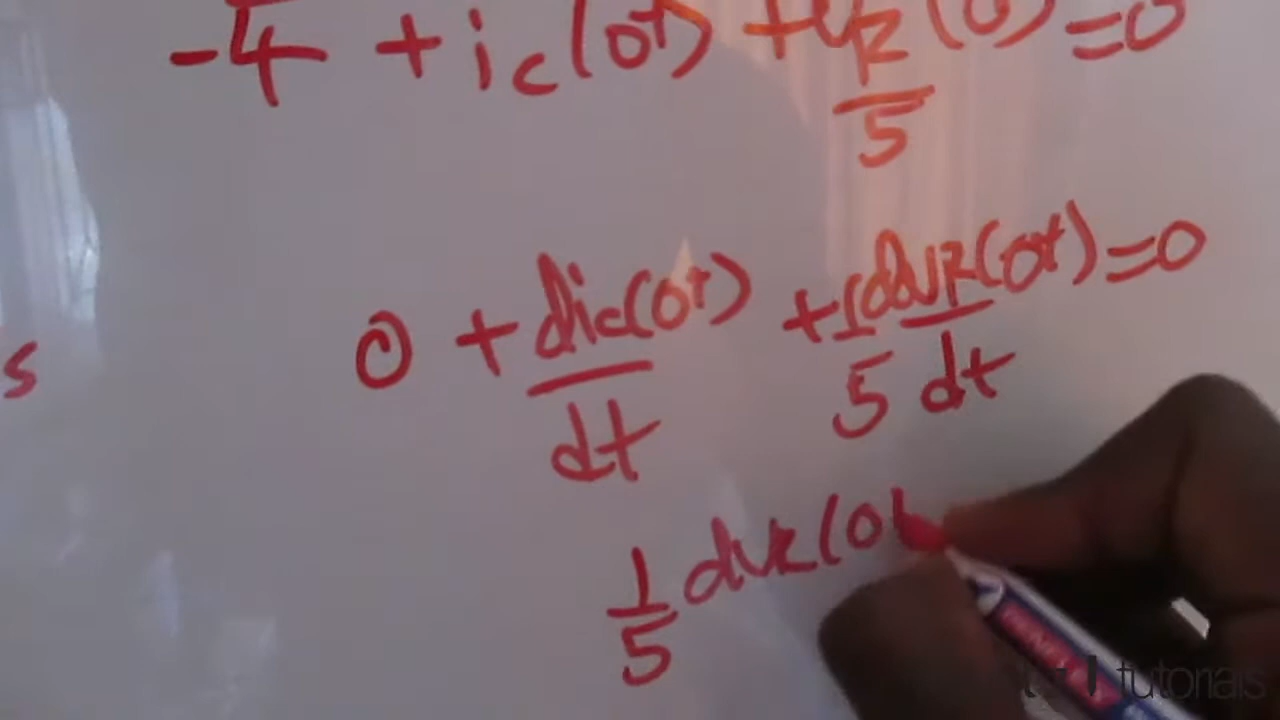 -4 + ic(0+) + VR(0) = 0
5
0 + dic(0+) + 1 dVR(0+) = 0
dt 5 dt
s
1 dVR(0
5
tutorials